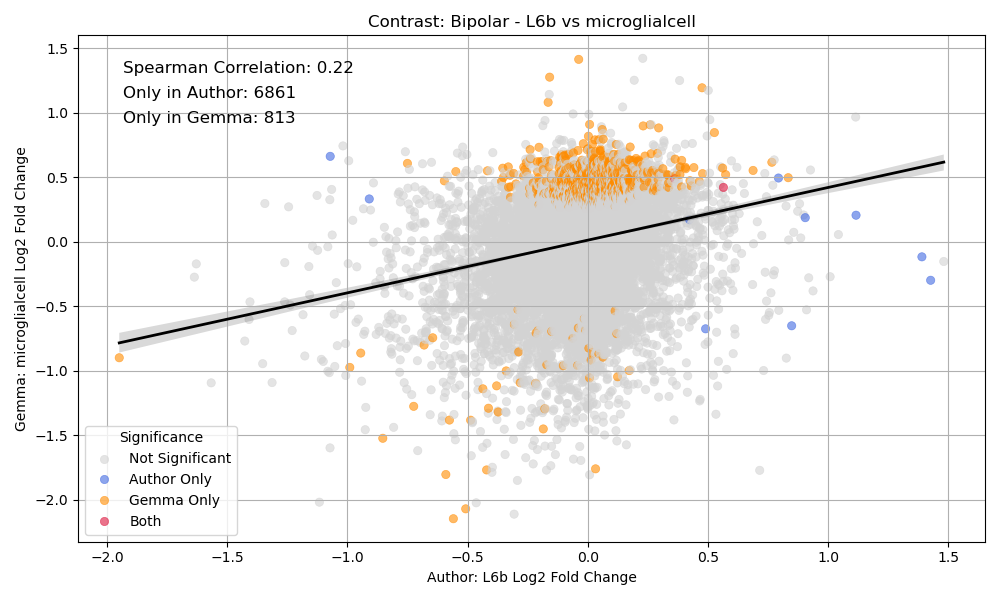 Contrast: Bipolar - L6b vs microglialcell
Spearman Correlation: 0.22
Only in Author: 6861
Only in Gemma: 813
Gemma: microglialcell Log2 Fold Change
1.5
1.0
0.5
0.0
−0.5
−1.0
−1.5
−2.0
Significance
Not Significant
Author Only
Gemma Only
Both
−2.0 −1.5 −1.0 −0.5 0.0 0.5 1.0 1.5
Author: L6b Log2 Fold Change